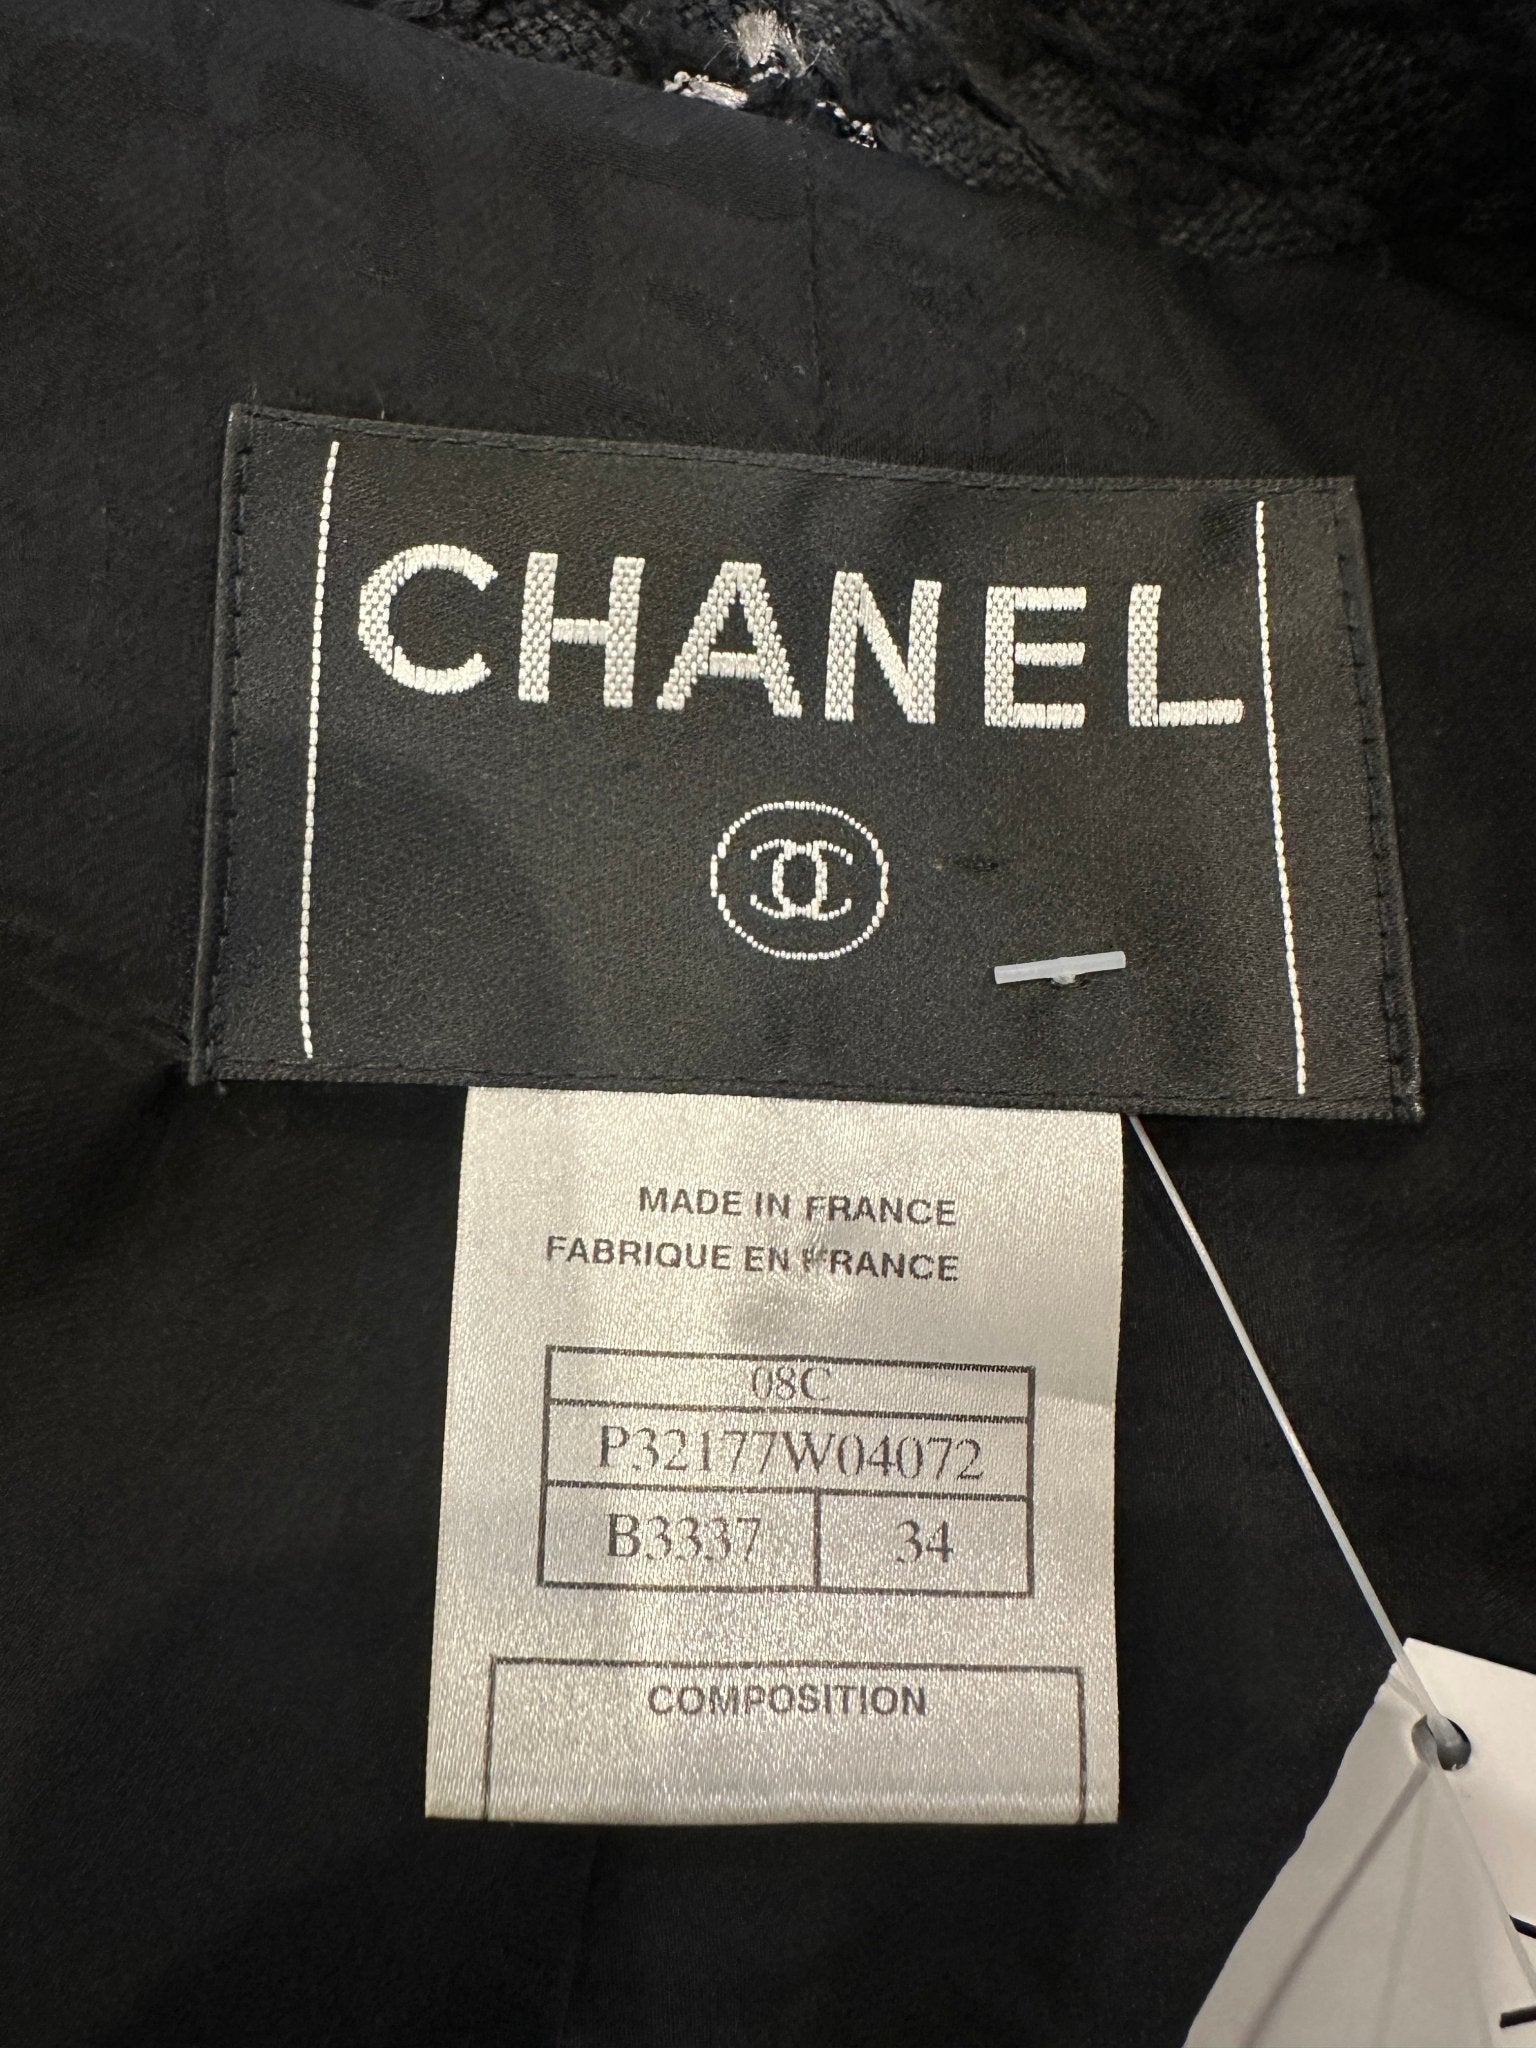 CHANEL
MADE IN FRANCE
FABRIQUE EN FRANCE
08C
P32177W04072
B3337 34
COMPOSITION